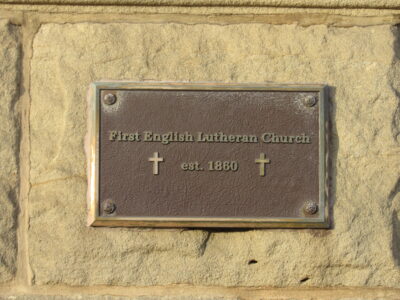 First English Lutheran Church
est. 1860